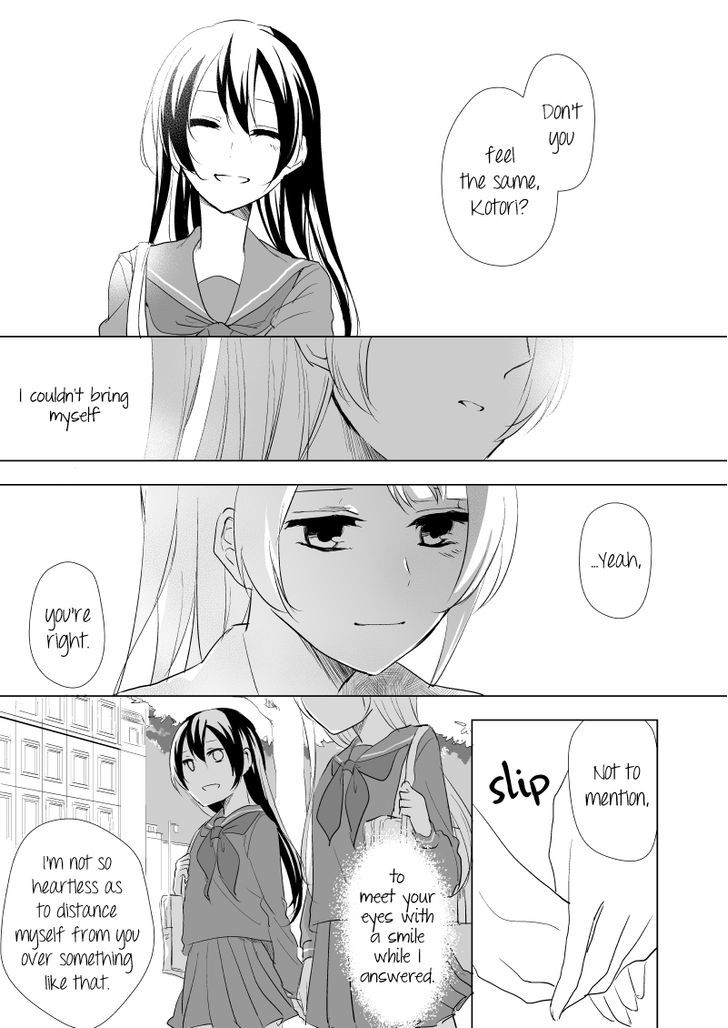 Don't
you
feel
the same,
Kotori?
I couldn't bring
myself
...Yeah,
you're
right.
slip
Not to
mention,
to
meet your
eyes with
a smile
while I
answered.
I'm not so
heartless as
to distance
myself from you
over something
like that.